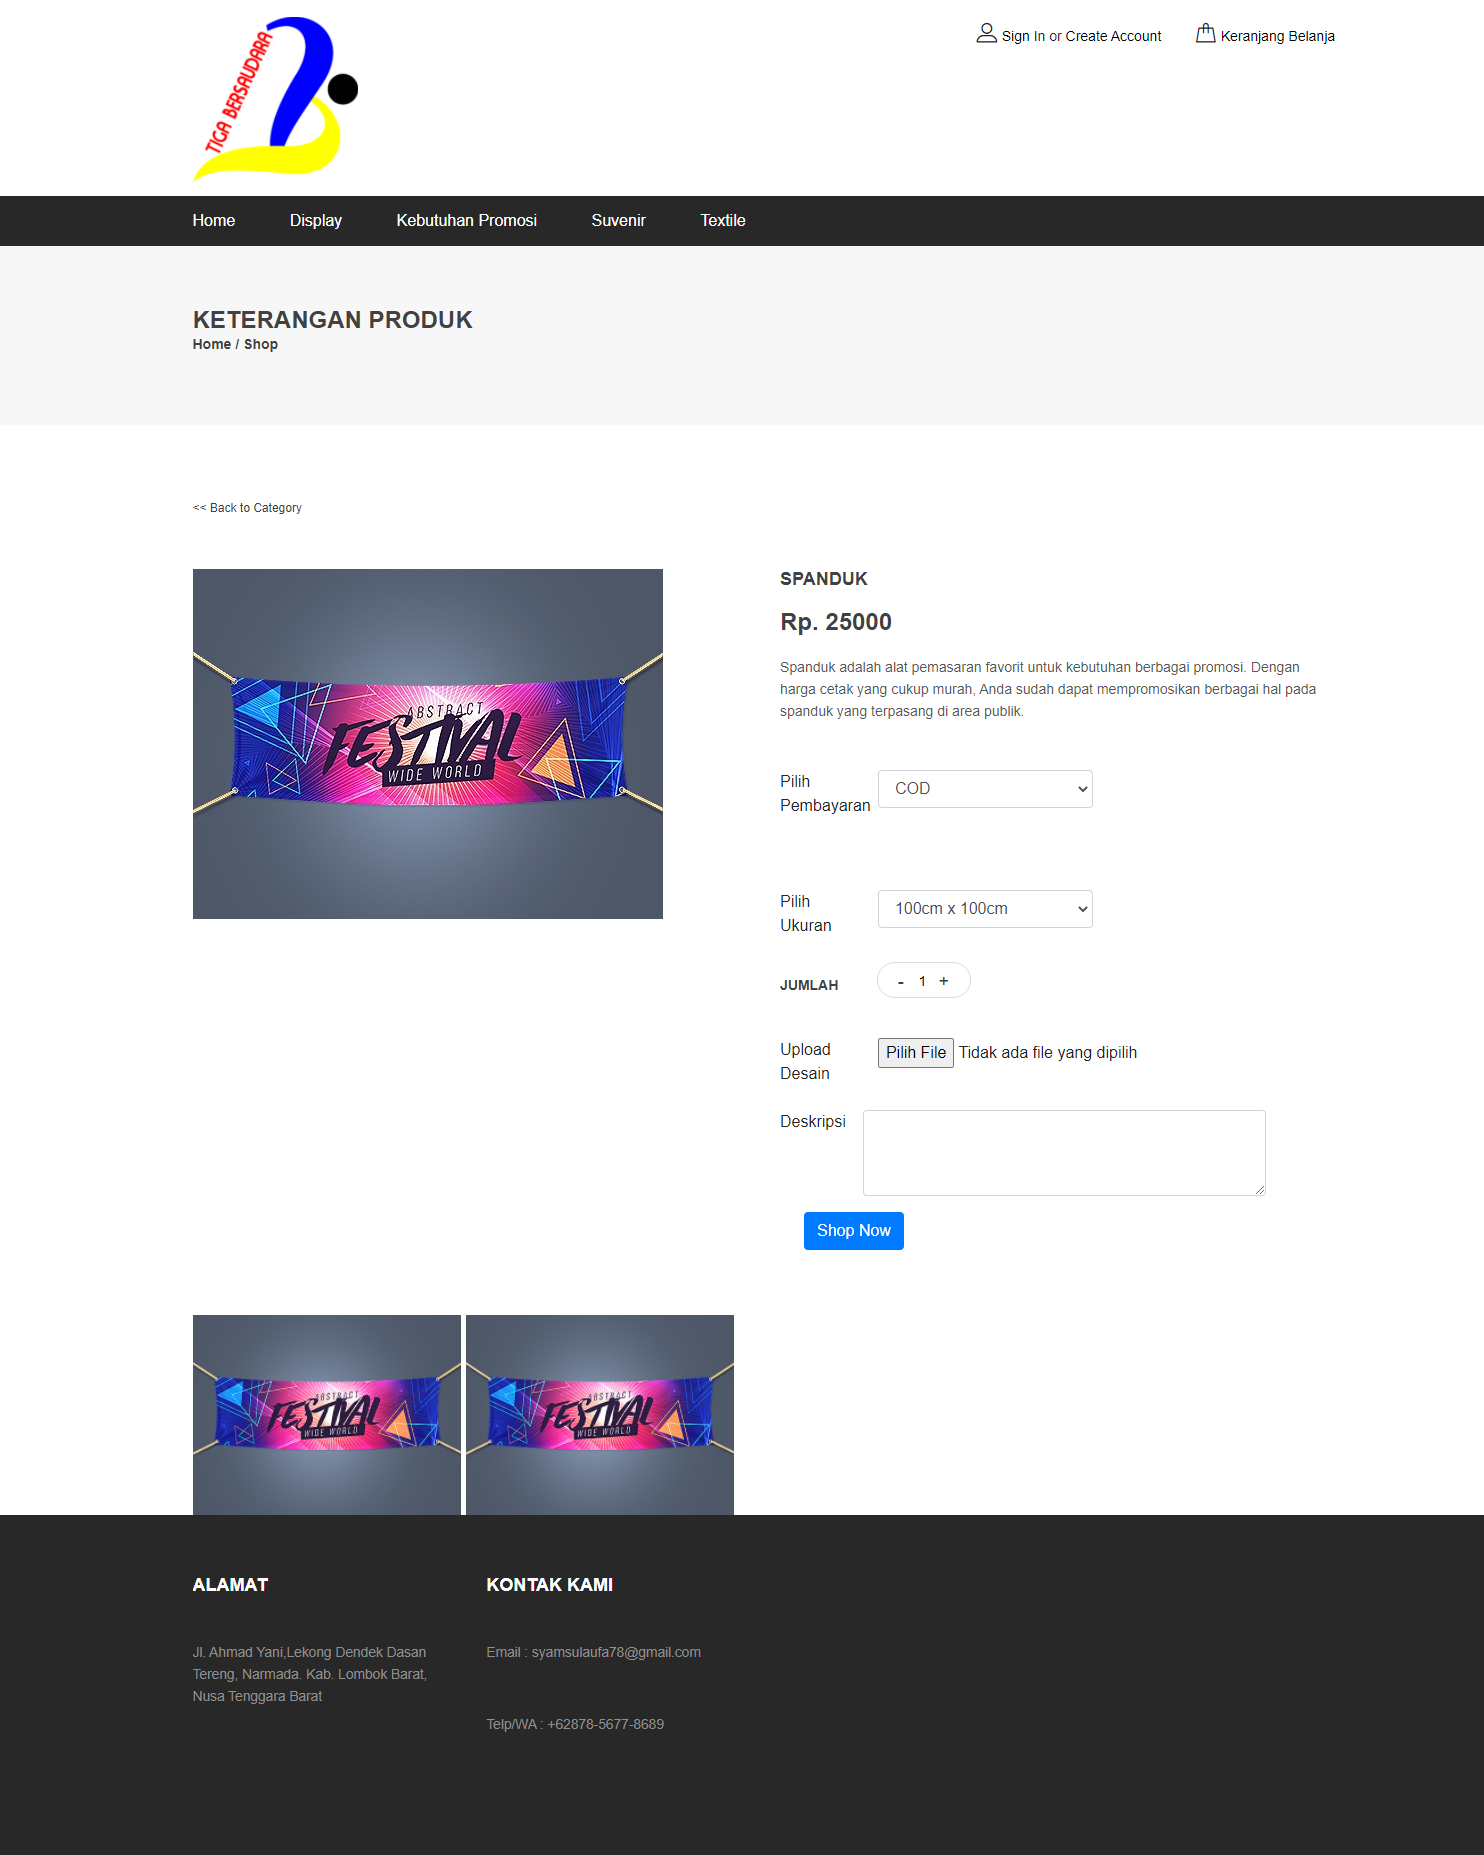 TIGA BERSAUDARA
Sign In or Create Account
Keranjang Belanja
Home
Display
Kebutuhan Promosi
Suvenir
Textile
KETERANGAN PRODUK
Home / Shop
<< Back to Category
ABSTRACT
FESTIVAL
WIDE WORLD
SPANDUK
Rp. 25000
Spanduk adalah alat pemasaran favorit untuk kebutuhan berbagai promosi. Dengan
harga cetak yang cukup murah, Anda sudah dapat mempromosikan berbagai hal pada
spanduk yang terpasang di area publik.
Pilih
Pembayaran
COD
Pilih
Ukuran
100cm x 100cm
JUMLAH
- 1 +
Upload
Desain
Pilih File Tidak ada file yang dipilih
Deskripsi
Shop Now
ABSTRACT
FESTIVAL
WIDE WORLD
ABSTRACT
FESTIVAL
WIDE WORLD
ALAMAT
Jl. Ahmad Yani,Lekong Dendek Dasan
Tereng, Narmada. Kab. Lombok Barat,
Nusa Tenggara Barat
KONTAK KAMI
Email : syamsulaufa78@gmail.com
Telp/WA : +62878-5677-8689